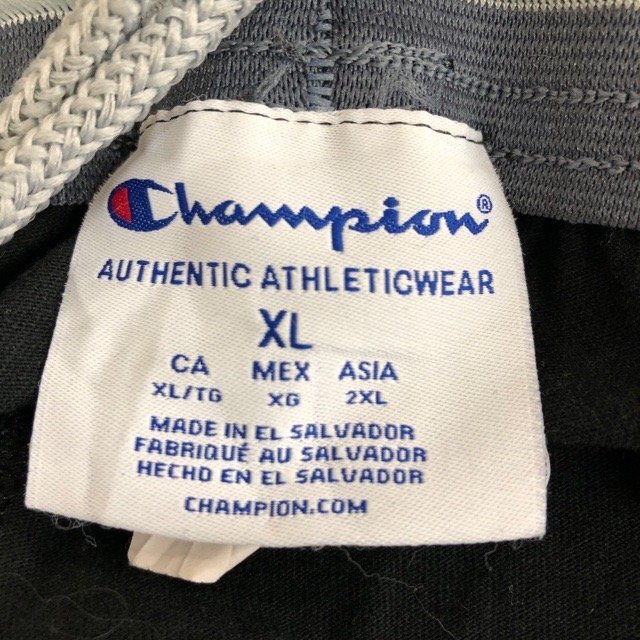 Champion®
AUTHENTIC ATHLETICWEAR
XL
CA MEX ASIA
XL/TG XG 2XL
MADE IN EL SALVADOR
FABRIQUÉ AU SALVADOR
HECHO EN EL SALVADOR
CHAMPION.COM